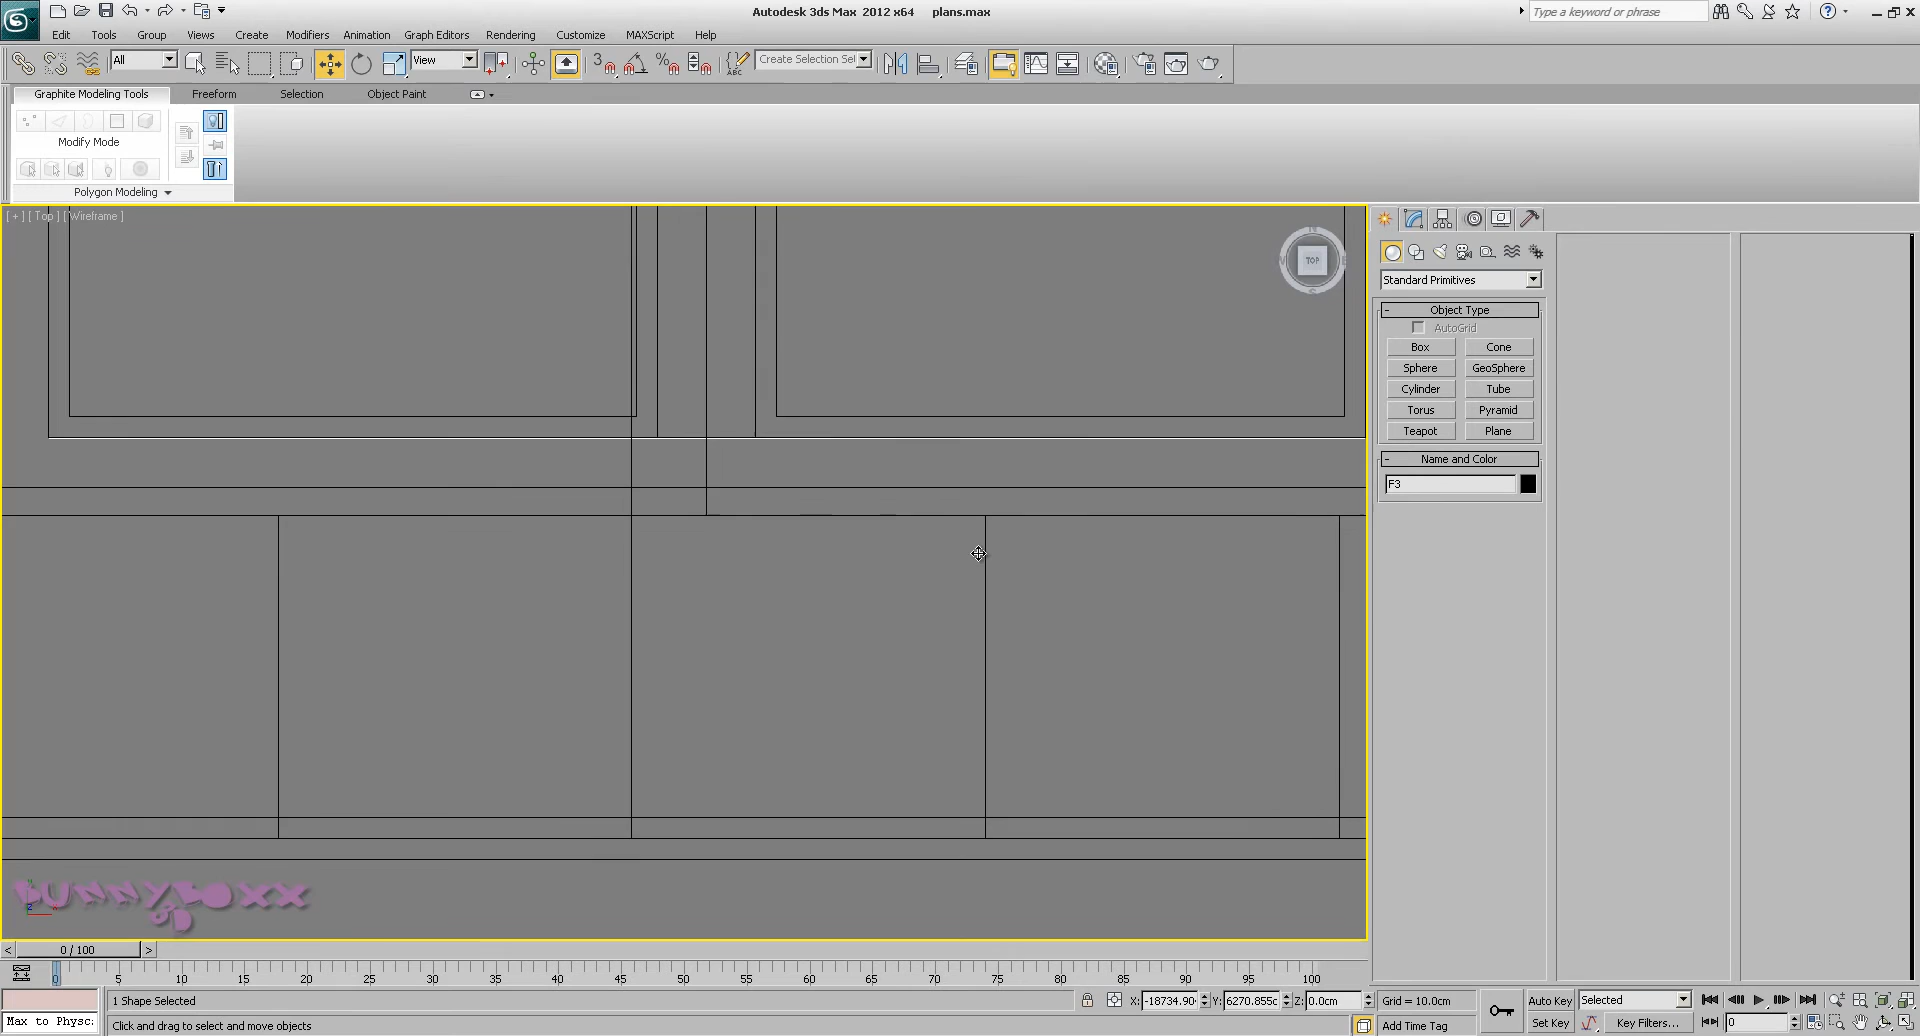 Autodesk 3ds Max 2012 x64 plans.max
Type a keyword or phrase
Edit Tools Group Views Create Modifiers Animation Graph Editors Rendering Customize MAXScript Help
All View Create Selection Sel
Graphite Modeling Tools Freeform Selection Object Paint
Modify Mode
Polygon Modeling
[ + ] [ Top ] [ Wireframe ]
TOP
Standard Primitives
Object Type
AutoGrid
Box Cone
Sphere GeoSphere
Cylinder Tube
Torus Pyramid
Teapot Plane
Name and Color
F3
BUNNYBOXX
3D
0 / 100
0 5 10 15 20 25 30 35 40 45 50 55 60 65 70 75 80 85 90 95 100
1 Shape Selected X: -18734.90 Y: 6270.855c Z: 0.0cm Grid = 10.0cm Auto Key Selected
Max to Physc: Click and drag to select and move objects Add Time Tag Set Key Key Filters... 0